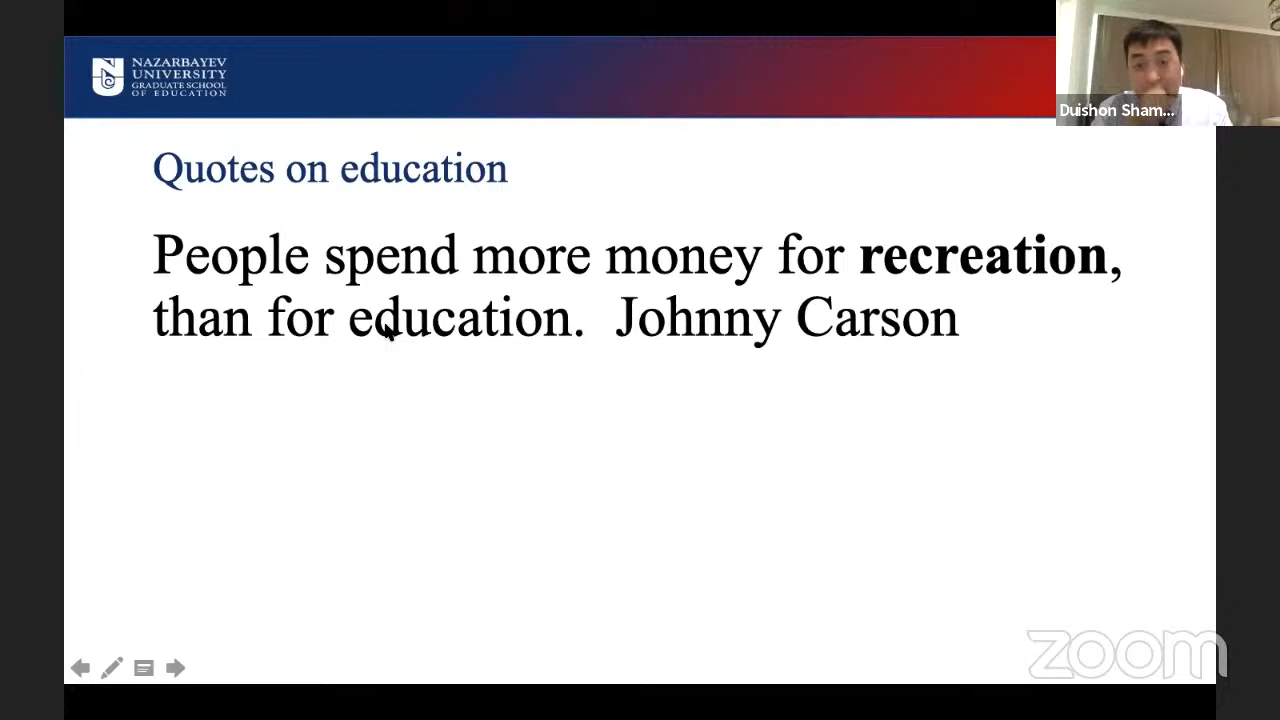 NAZARBAYEV
UNIVERSITY
GRADUATE SCHOOL
OF EDUCATION
Duishon Sham...
Quotes on education
People spend more money for recreation,
than for education.  Johnny Carson
zoom